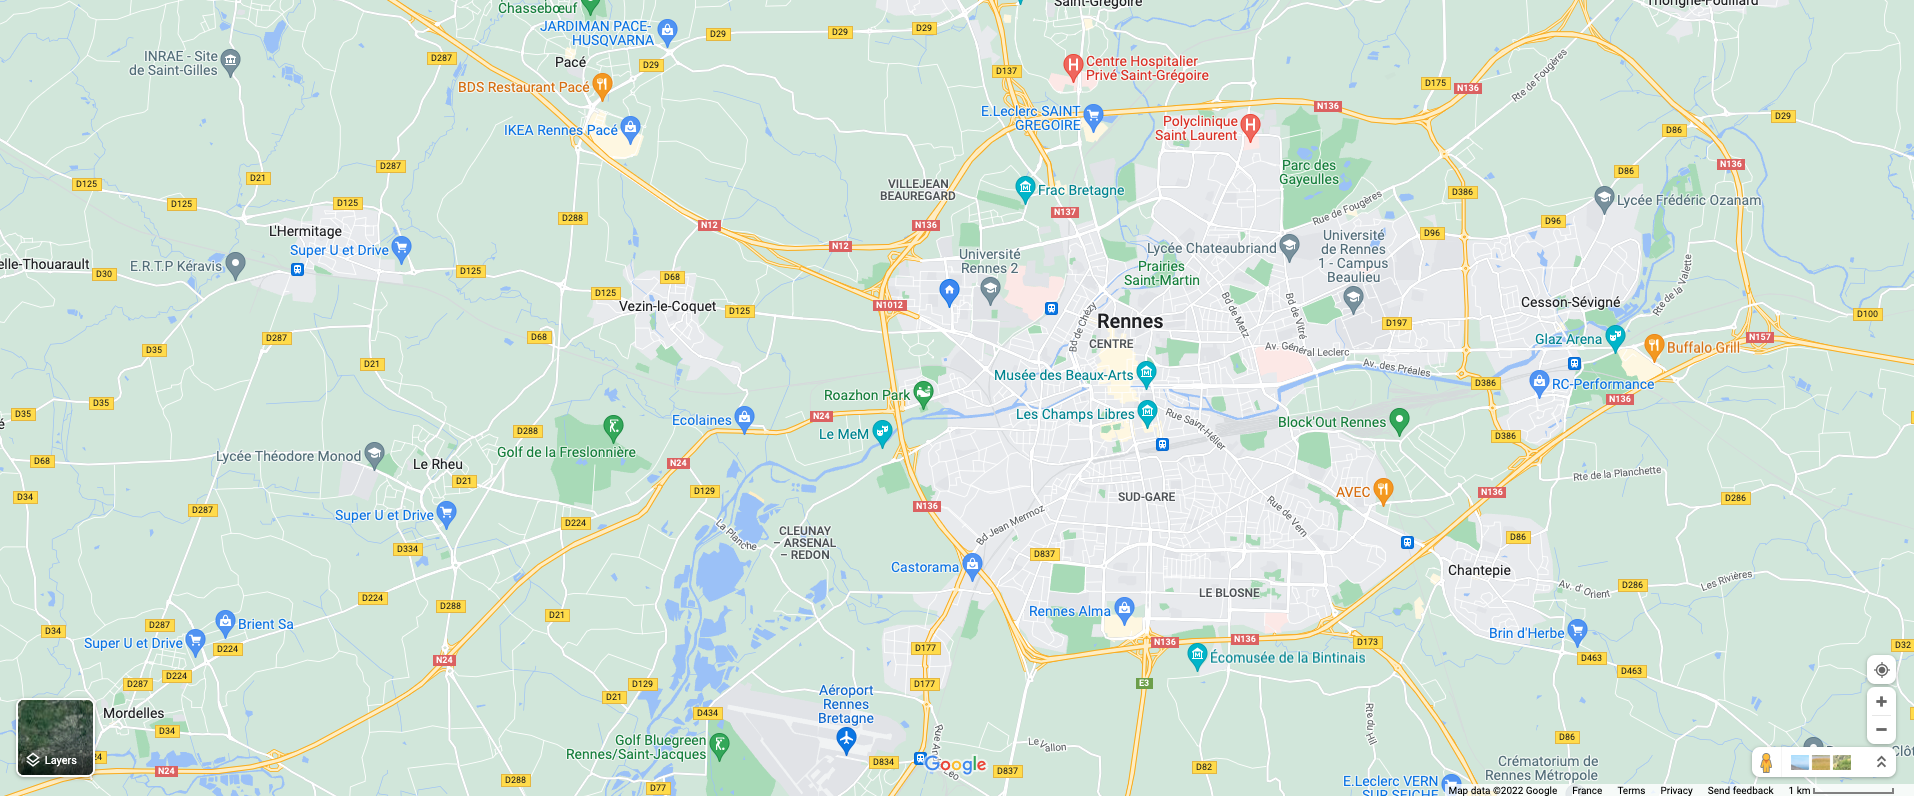 Chassebœuf
Saint-Grégoire
Thorigné-Fouillard
JARDIMAN PACE-
HUSQVARNA
D29
D29
D29
D287
INRAE - Site
de Saint-Gilles
Pacé
D29
D137
Centre Hospitalier
Privé Saint-Grégoire
D175
N136
Rte de Fougères
BDS Restaurant Pacé
E.Leclerc SAINT
GREGOIRE
N136
D29
IKEA Rennes Pacé
Polyclinique
Saint Laurent
D86
D287
Parc des
Gayeulles
N136
D86
D21
D125
VILLEJEAN
BEAUREGARD
Frac Bretagne
D386
Lycée Frédéric Ozanam
D125
D125
D288
N137
Rue de Fougères
D96
N12
N136
D96
L'Hermitage
Super U et Drive
N12
Lycée Chateaubriand
Universite
de Rennes
1 - Campus
Beaulieu
Université
Rennes 2
Prairies
Saint-Martin
elle-Thouarault
D30
E.R.T.P Kéravis
D125
D68
Rte de la Valette
D125
Vezin-le-Coquet
D125
N1012
Bd de Chézy
Bd de Metz
Bd de Vitré
Cesson-Sévigné
D100
Rennes
CENTRE
D197
D287
D68
Glaz Arena
N157
Buffalo Grill
D35
D21
Av. Général Leclerc
Av. des Préales
Musée des Beaux-Arts
D386
RC-Performance
Roazhon Park
N136
D35
D35
N24
Les Champs Libres
Rue Saint-Hélier
Block'Out Rennes
Ecolaines
Le MeM
D288
D386
Golf de la Freslonnière
D68
Lycée Théodore Monod
Le Rheu
N24
Rte de la Planchette
D21
D34
D129
AVEC
N136
D286
SUD-GARE
D287
Super U et Drive
N136
Rue de Vern
D224
La Planche
CLEUNAY
- ARSENAL
- REDON
Bd Jean Mermoz
D86
D334
D837
Castorama
Chantepie
Av. d'Orient
D286
Les Rivières
D224
D288
LE BLOSNE
D21
Rennes Alma
Brient Sa
D287
D34
Brin d'Herbe
Super U et Drive
D224
D177
N136
N136
D173
D32
N24
Écomusée de la Bintinais
D463
D463
D224
D287
D129
D177
E3
D21
Aéroport
Rennes
Bretagne
Mordelles
D434
D34
Rte du Hil
Golf Bluegreen
Rennes/Saint-Jacques
Le Vallon
D86
Layers
N24
D288
D77
D834
Google
D837
D82
Crématorium de
Rennes Métropole
E.Leclerc VERN
SUR SEICHE
Map data ©2022 Google
France
Terms
Privacy
Send feedback
1 km